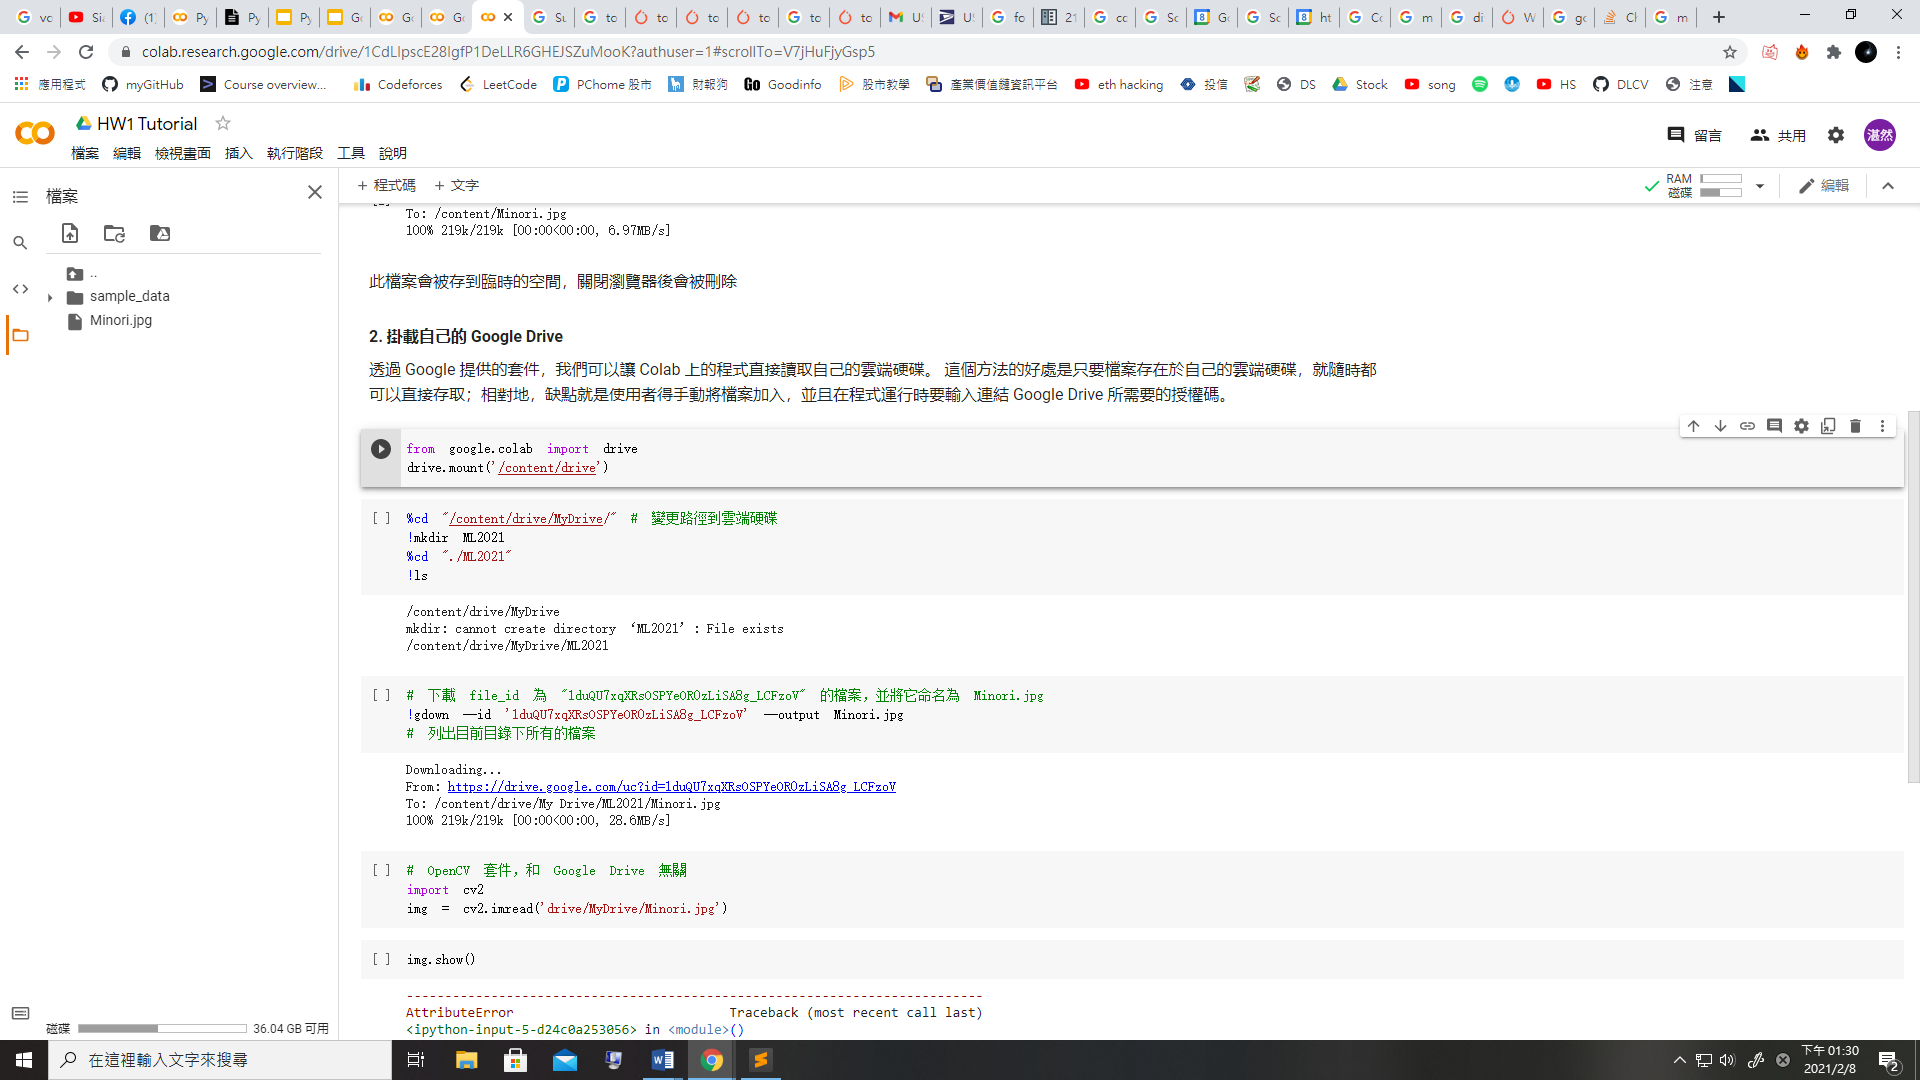 colab.research.google.com/drive/1CdLIpscE28IgfP1DeLLR6GHEJSZuMooK?authuser=1#scrollTo=V7jHuFjyGsp5
應用程式 myGitHub Course overview... Codeforces LeetCode PChome 股市 財報狗 Goodinfo 股市教學 產業價值鏈資訊平台 eth hacking 投信 DS Stock song HS DLCV 注意
HW1 Tutorial
留言 共用 湛然
檔案 編輯 檢視畫面 插入 執行階段 工具 說明
檔案
+ 程式碼 + 文字
RAM
磁碟
編輯
..
sample_data
Minori.jpg
To: /content/Minori.jpg
100% 219k/219k [00:00<00:00, 6.97MB/s]
此檔案會被存到臨時的空間，關閉瀏覽器後會被刪除
2. 掛載自己的 Google Drive
透過 Google 提供的套件，我們可以讓 Colab 上的程式直接讀取自己的雲端硬碟。 這個方法的好處是只要檔案存在於自己的雲端硬碟，就隨時都
可以直接存取；相對地，缺點就是使用者得手動將檔案加入，並且在程式運行時要輸入連結 Google Drive 所需要的授權碼。
from google.colab import drive
drive.mount('/content/drive')
[ ] %cd "/content/drive/MyDrive/" # 變更路徑到雲端硬碟
!mkdir ML2021
%cd "./ML2021"
!ls
/content/drive/MyDrive
mkdir: cannot create directory ‘ML2021’: File exists
/content/drive/MyDrive/ML2021
[ ] # 下載 file_id 為 "1duQU7xqXRsOSPYeOROzLiSA8g_LCFzoV" 的檔案，並將它命名為 Minori.jpg
!gdown --id '1duQU7xqXRsOSPYeOROzLiSA8g_LCFzoV' --output Minori.jpg
# 列出目前目錄下所有的檔案
Downloading...
From: https://drive.google.com/uc?id=1duQU7xqXRsOSPYeOROzLiSA8g_LCFzoV
To: /content/drive/My Drive/ML2021/Minori.jpg
100% 219k/219k [00:00<00:00, 28.6MB/s]
[ ] # OpenCV 套件，和 Google Drive 無關
import cv2
img = cv2.imread('drive/MyDrive/Minori.jpg')
[ ] img.show()
---------------------------------------------------------------------------
AttributeError Traceback (most recent call last)
<ipython-input-5-d24c0a253056> in <module>()
磁碟 36.04 GB 可用
在這裡輸入文字來搜尋
下午 01:30
2021/2/8
2